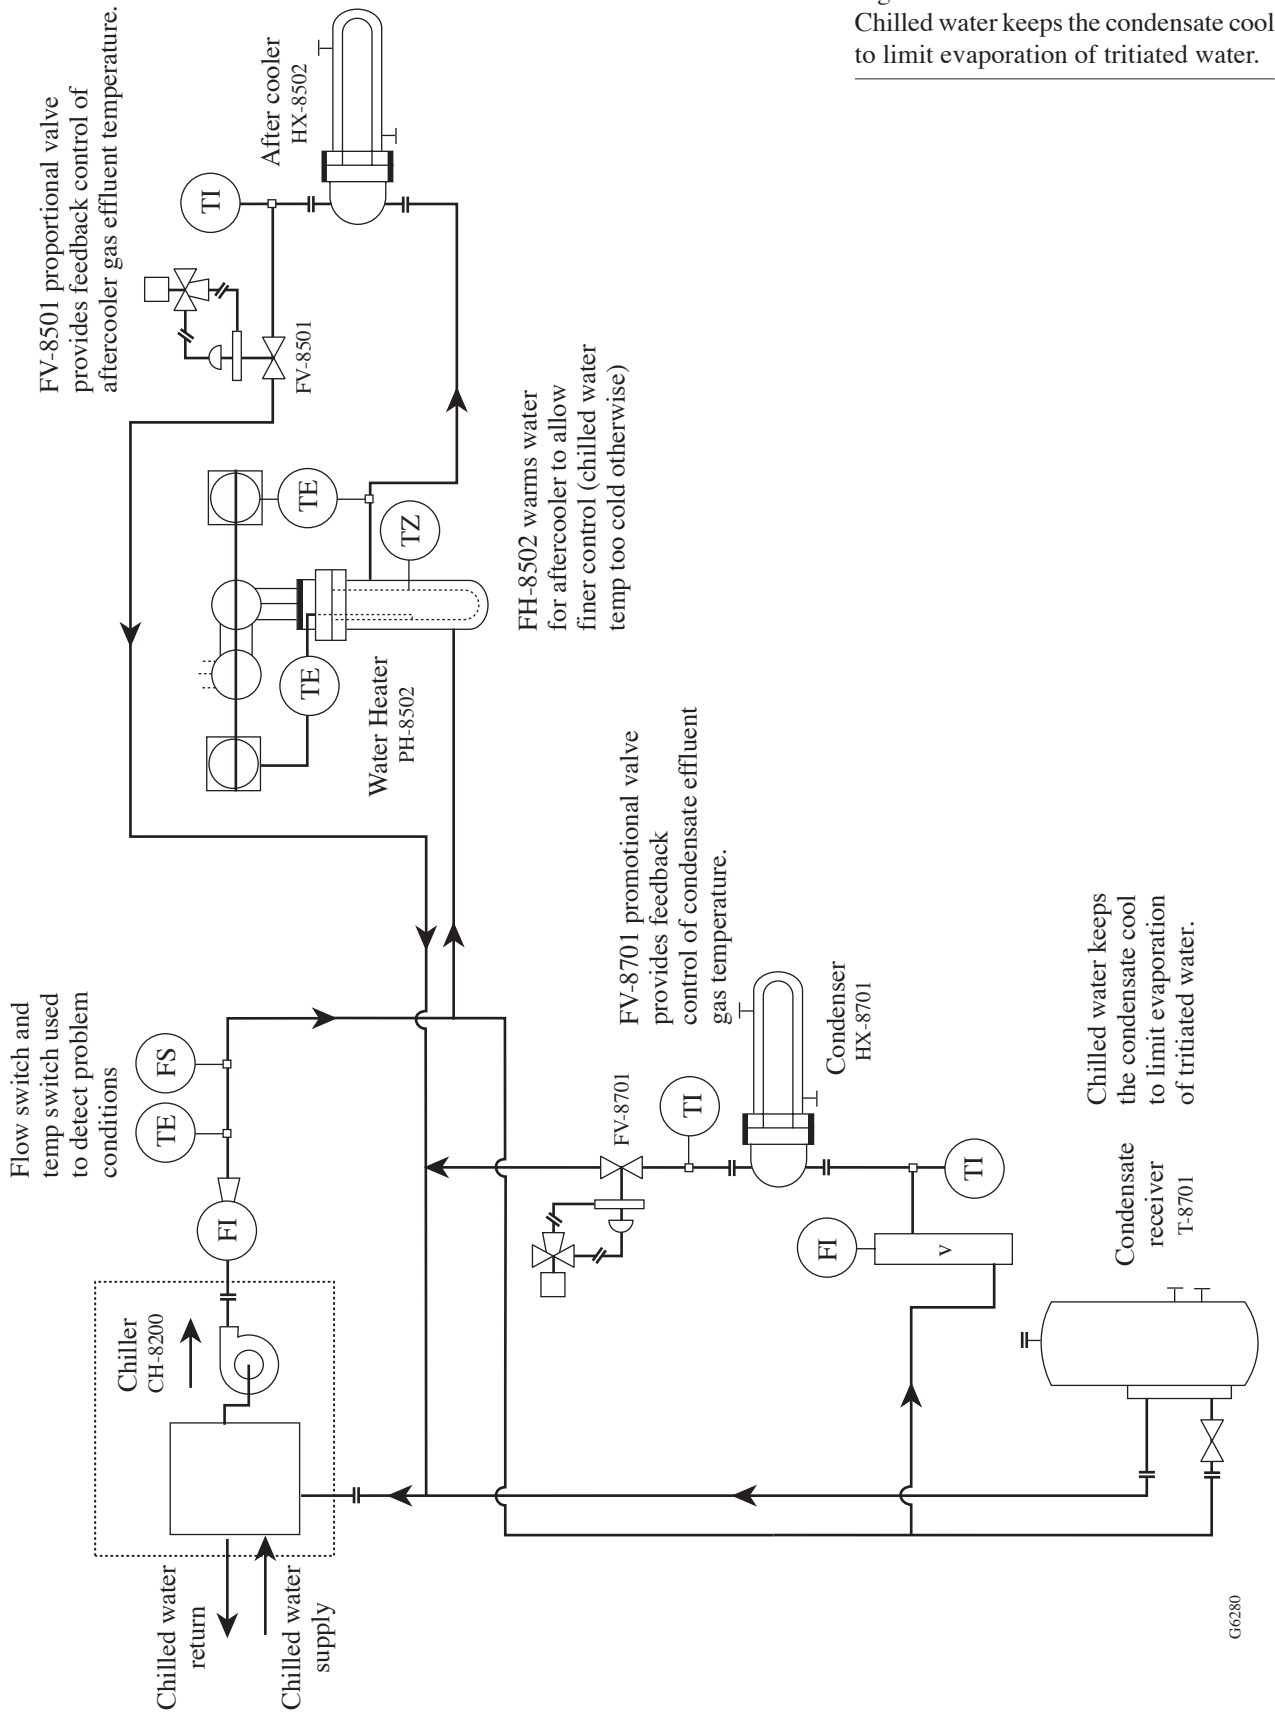 Chilled water keeps the condensate cool
to limit evaporation of tritiated water.
FV-8501 proportional valve
provides feedback control of
aftercooler gas effluent temperature.
TI
After cooler
HX-8502
FV-8501
TE
TZ
TE
Water Heater
PH-8502
FH-8502 warms water
for aftercooler to allow
finer control (chilled water
temp too cold otherwise)
Flow switch and
temp switch used
to detect problem
conditions
FS
TE
FI
Chiller
CH-8200
Chilled water
return
Chilled water
supply
FV-8701 promotional valve
provides feedback
control of condensate effluent
gas temperature.
FV-8701
TI
Condenser
HX-8701
TI
FI
v
Chilled water keeps
the condensate cool
to limit evaporation
of tritiated water.
Condensate
receiver
T-8701
G6280